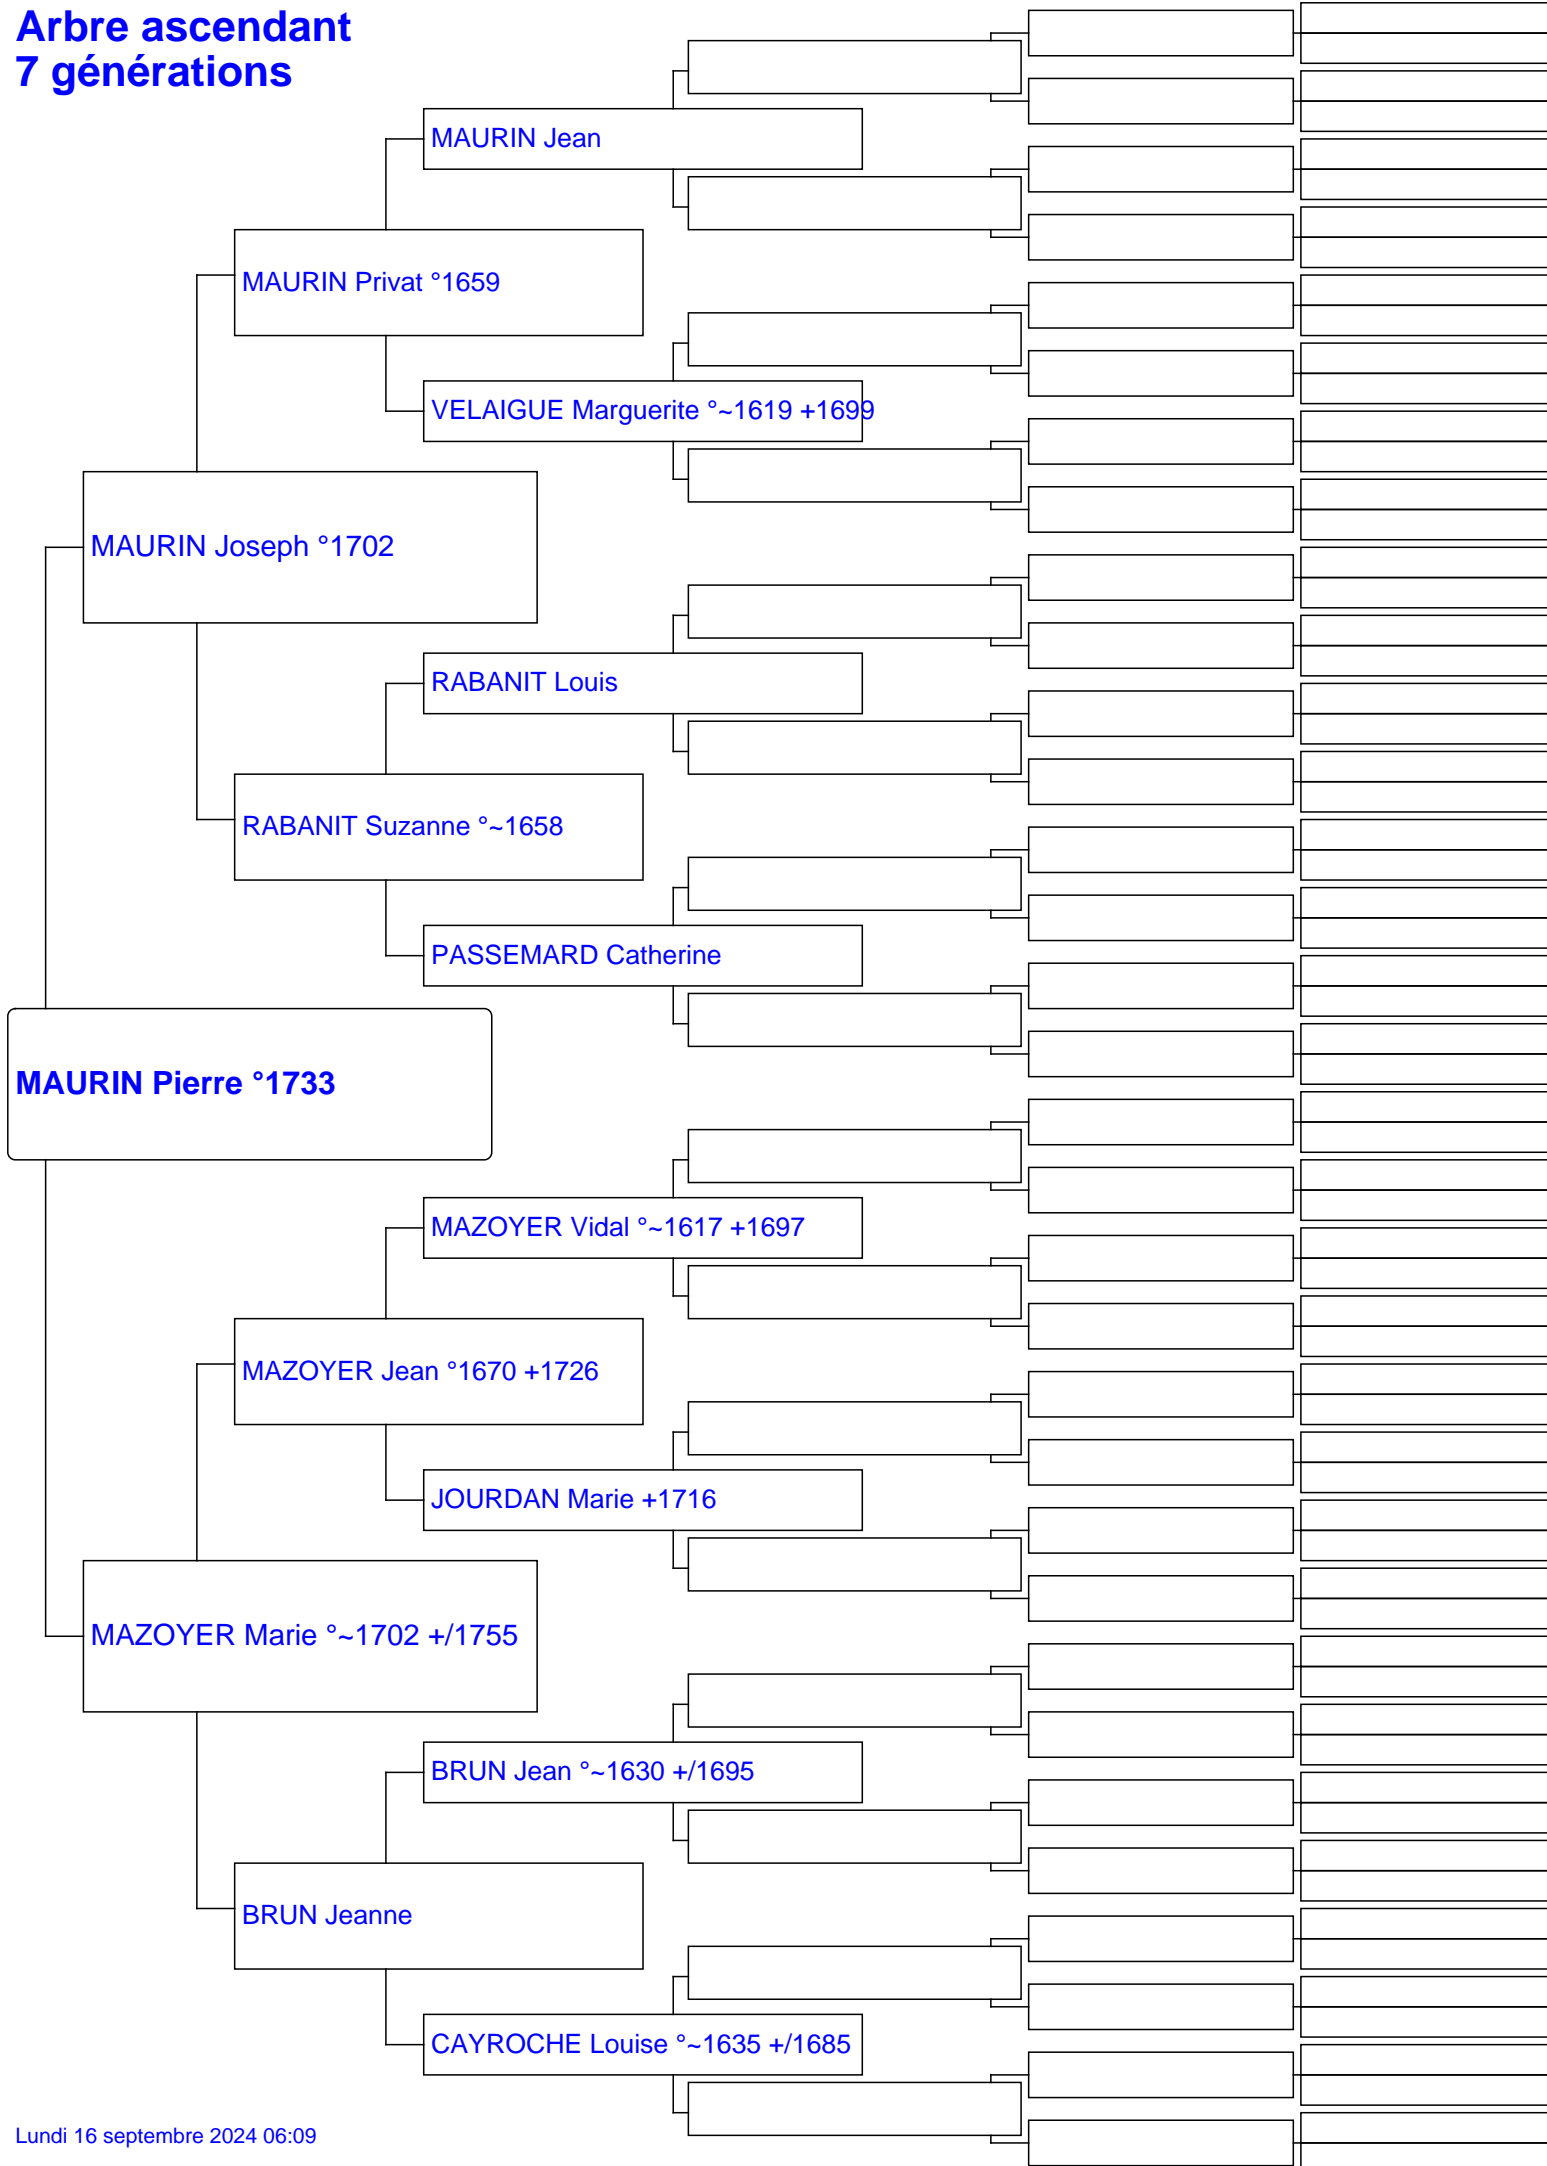 Arbre ascendant
7 générations
MAURIN Jean
MAURIN Privat °1659
VELAIGUE Marguerite °~1619 +1699
MAURIN Joseph °1702
RABANIT Louis
RABANIT Suzanne °~1658
PASSEMARD Catherine
MAURIN Pierre °1733
MAZOYER Vidal °~1617 +1697
MAZOYER Jean °1670 +1726
JOURDAN Marie +1716
MAZOYER Marie °~1702 +/1755
BRUN Jean °~1630 +/1695
BRUN Jeanne
CAYROCHE Louise °~1635 +/1685
Lundi 16 septembre 2024 06:09